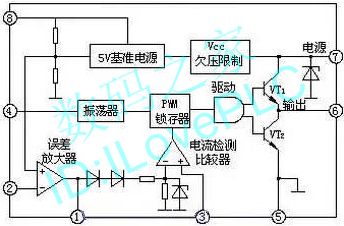 8
5V基准电源
Vcc
欠压限制
电源
7
VT1
驱动
输出
6
4
振荡器
PWM
锁存器
VT2
误差
放大器
电流检测
比较器
2
1
3
5
数码之家
ID:ILoveDLC